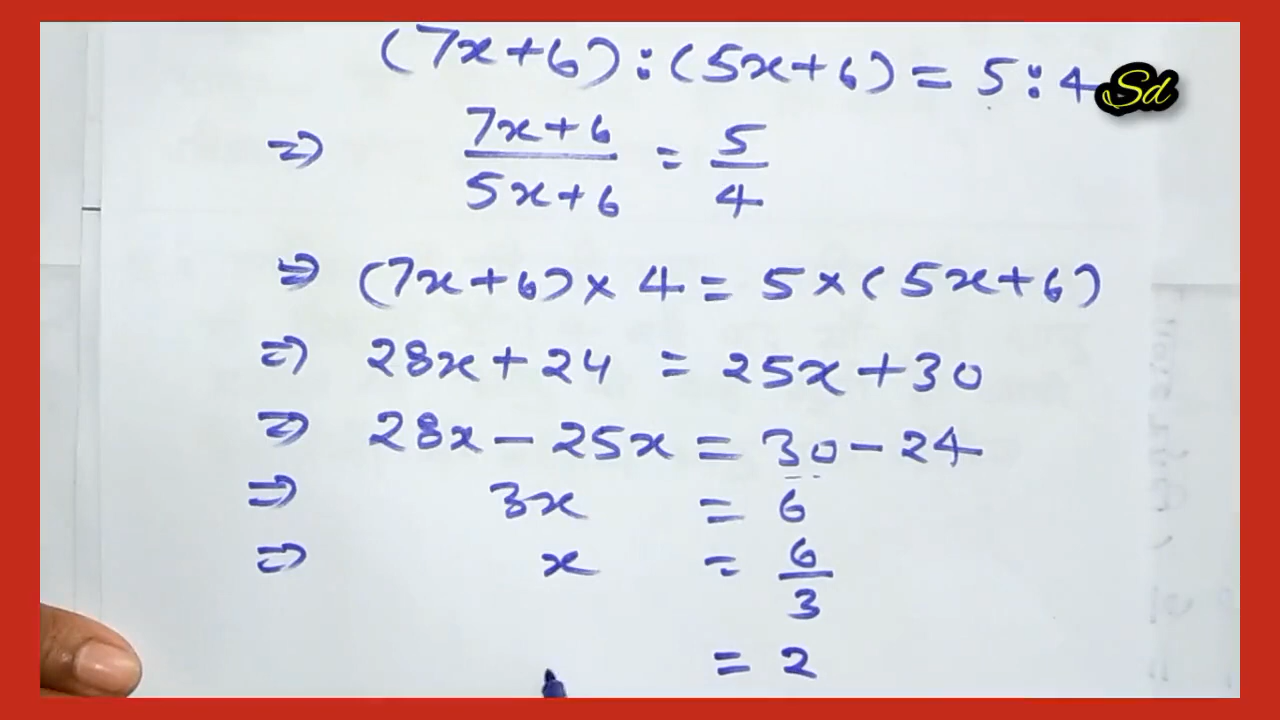 (7x+6):(5x+6) = 5:4
Sd
⇒ 7x+6/5x+6 = 5/4
⇒ (7x+6)×4 = 5×(5x+6)
⇒ 28x+24 = 25x+30
⇒ 28x-25x = 30-24
⇒ 3x = 6
⇒ x = 6/3
= 2